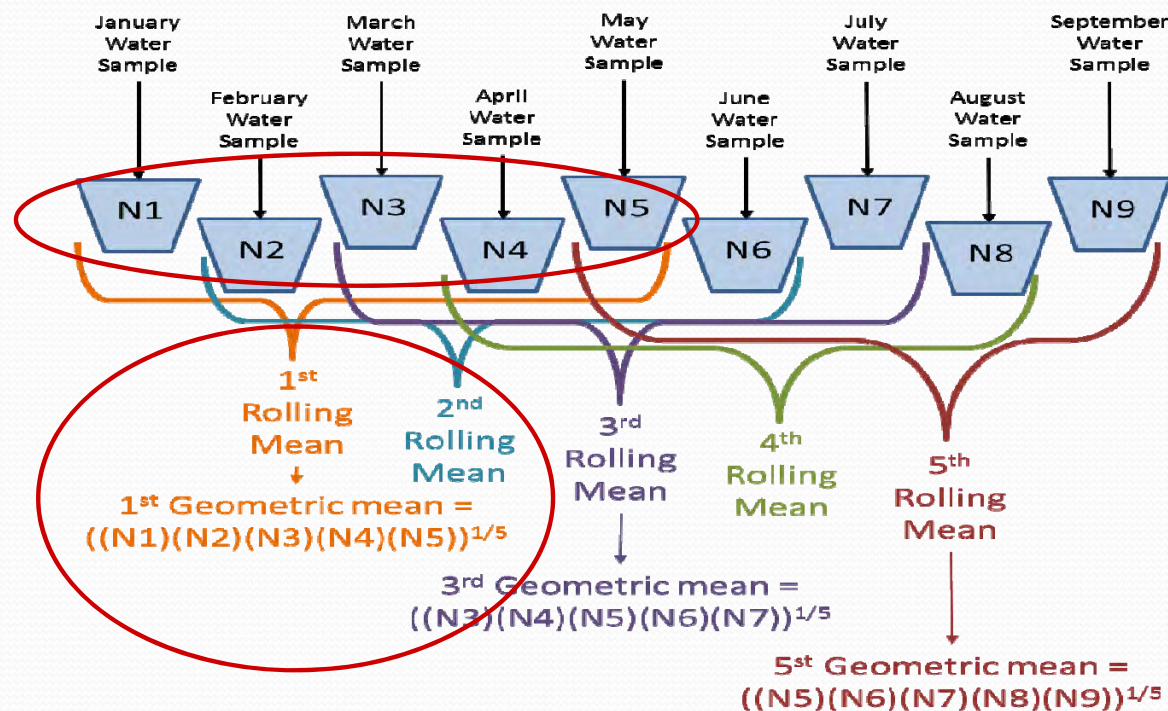 January
Water
Sample
March
Water
Sample
May
Water
Sample
July
Water
Sample
September
Water
Sample
February
Water
Sample
April
Water
Sample
June
Water
Sample
August
Water
Sample
N1
N2
N3
N4
N5
N6
N7
N8
N9
1st
Rolling
Mean
2nd
Rolling
Mean
3rd
Rolling
Mean
4th
Rolling
Mean
5th
Rolling
Mean
1st Geometric mean =
((N1)(N2)(N3)(N4)(N5))1/5
3rd Geometric mean =
((N3)(N4)(N5)(N6)(N7))1/5
5st Geometric mean =
((N5)(N6)(N7)(N8)(N9))1/5